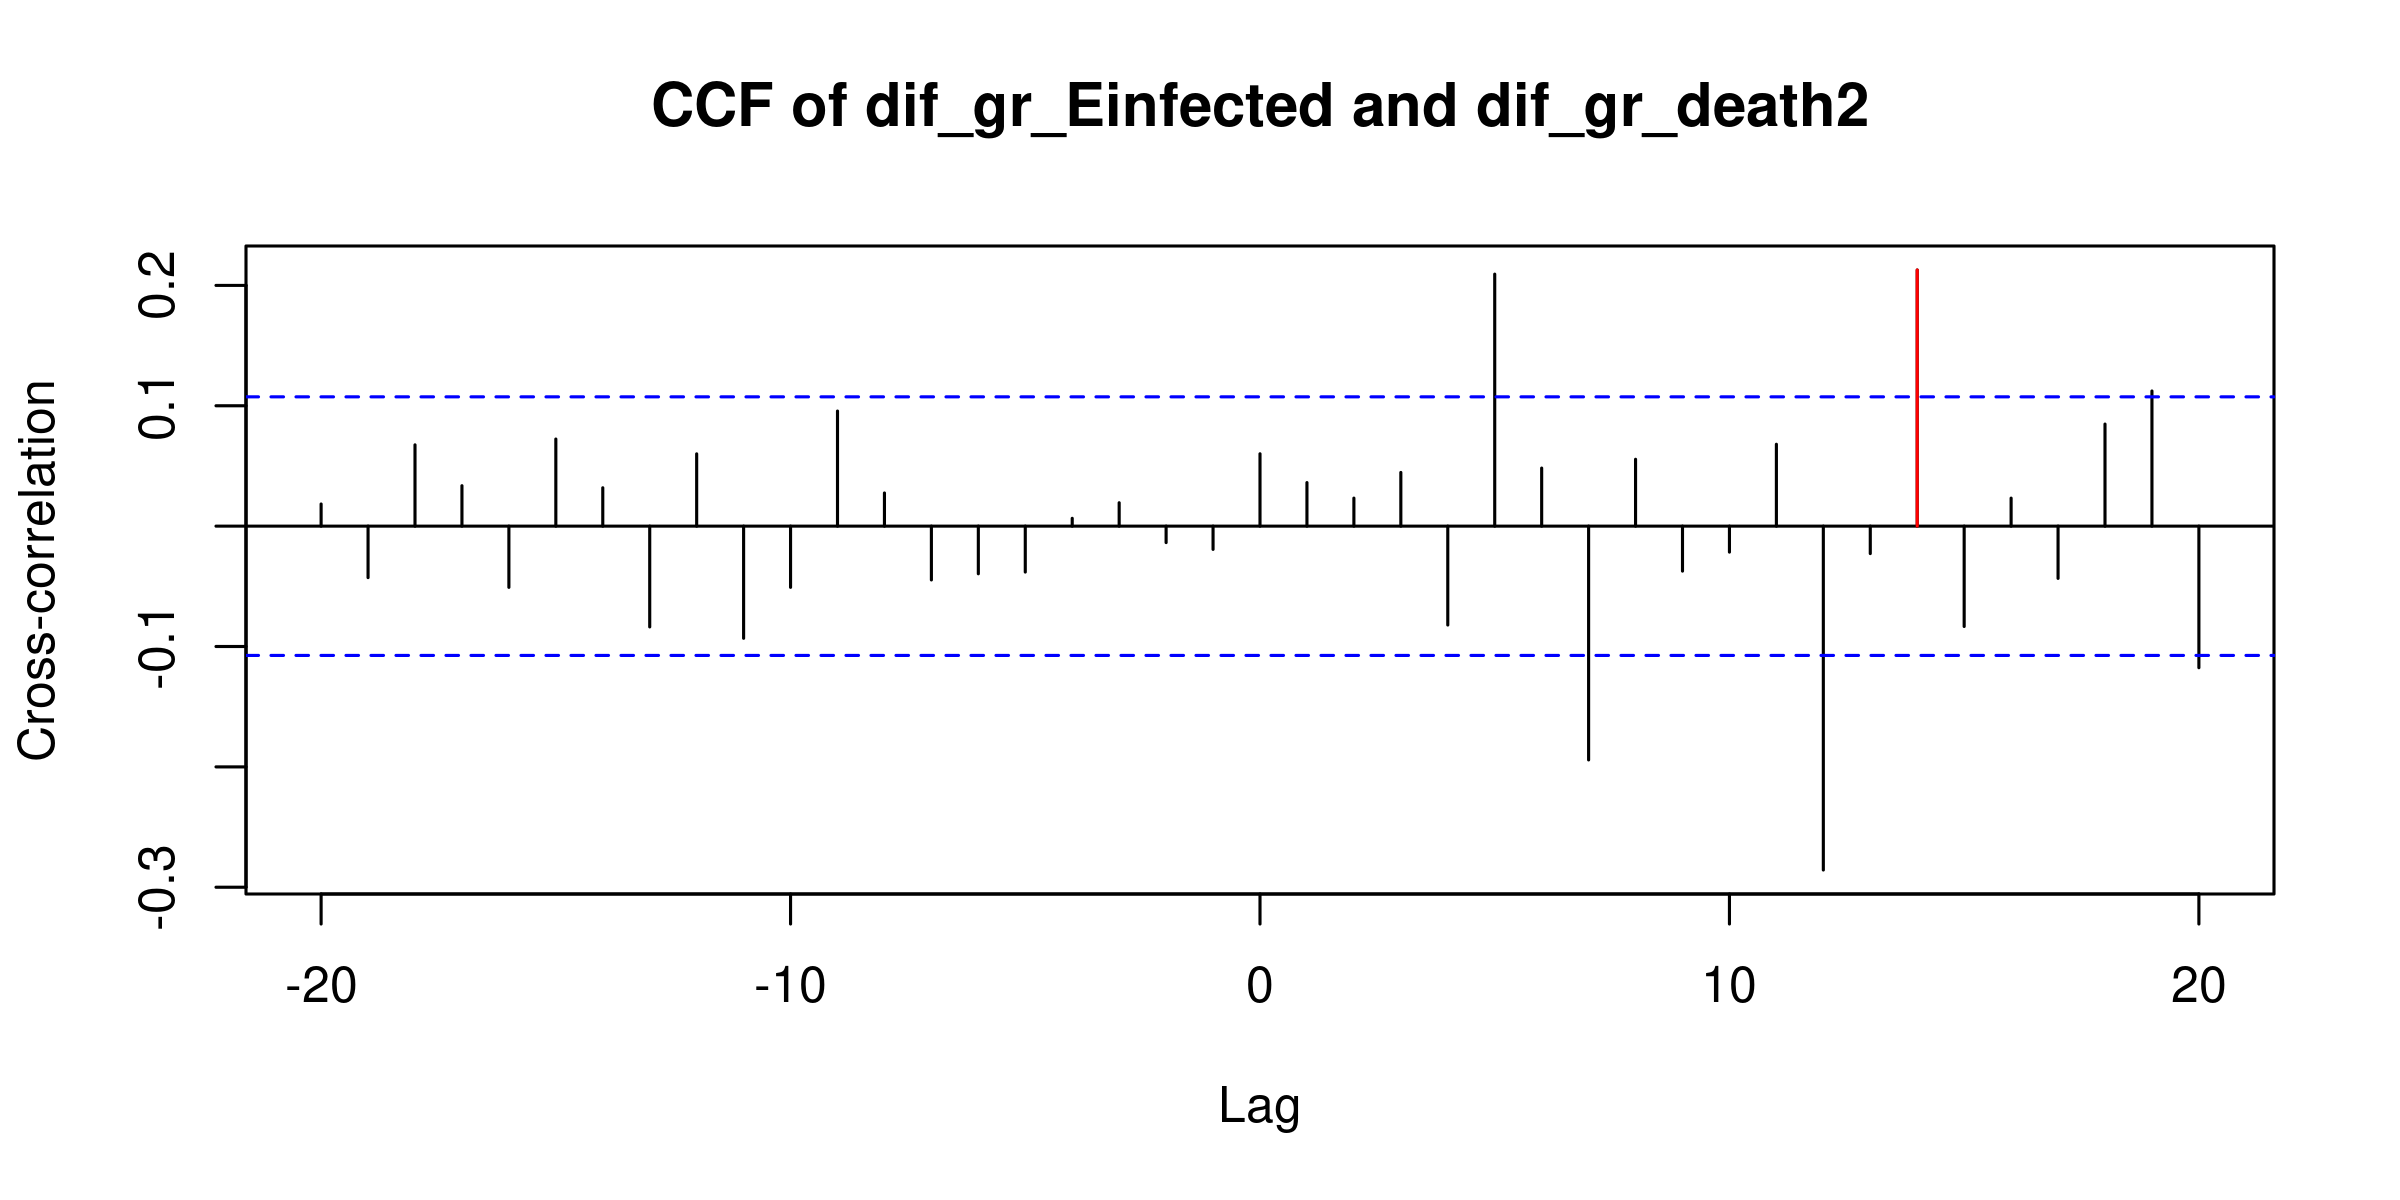 CCF of dif_gr_Einfected and dif_gr_death2
Cross-correlation
0.2
0.1
-0.1
-0.3
-20 -10 0 10 20
Lag